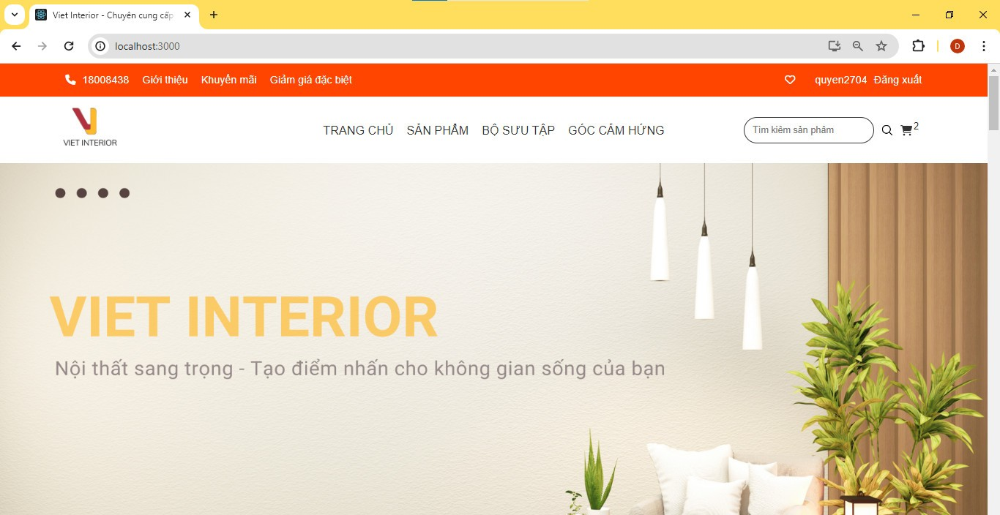 Viet Interior - Chuyên cung cấp
localhost:3000
D
18008438 Giới thiệu Khuyến mãi Giảm giá đặc biệt quyen2704 Đăng xuất
VIET INTERIOR
TRANG CHỦ SẢN PHẨM BỘ SƯU TẬP GÓC CẢM HỨNG
Tìm kiếm sản phẩm
2
VIET INTERIOR
Nội thất sang trọng - Tạo điểm nhấn cho không gian sống của bạn